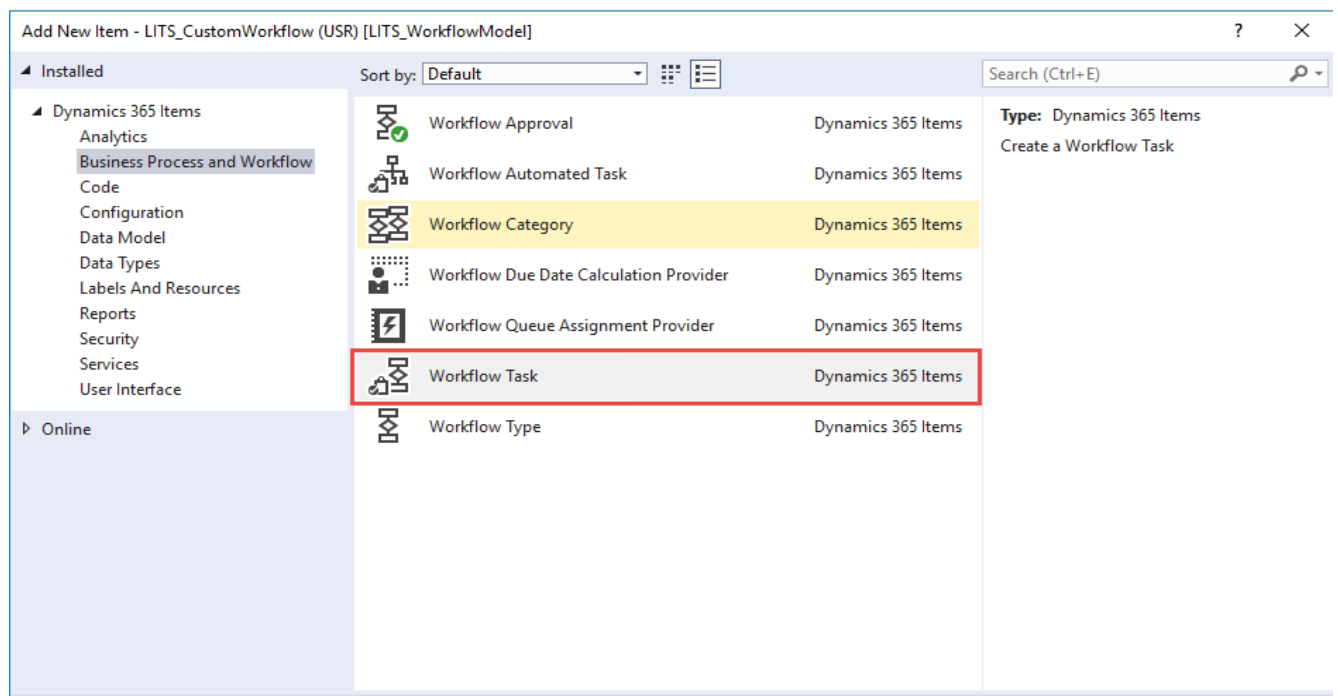 Add New Item - LITS_CustomWorkflow (USR) [LITS_WorkflowModel]
?
Installed
Sort by: Default
Search (Ctrl+E)
Dynamics 365 Items
Analytics
Business Process and Workflow
Code
Configuration
Data Model
Data Types
Labels And Resources
Reports
Security
Services
User Interface
Online
Workflow Approval Dynamics 365 Items
Workflow Automated Task Dynamics 365 Items
Workflow Category Dynamics 365 Items
Workflow Due Date Calculation Provider Dynamics 365 Items
Workflow Queue Assignment Provider Dynamics 365 Items
Workflow Task Dynamics 365 Items
Workflow Type Dynamics 365 Items
Type: Dynamics 365 Items
Create a Workflow Task